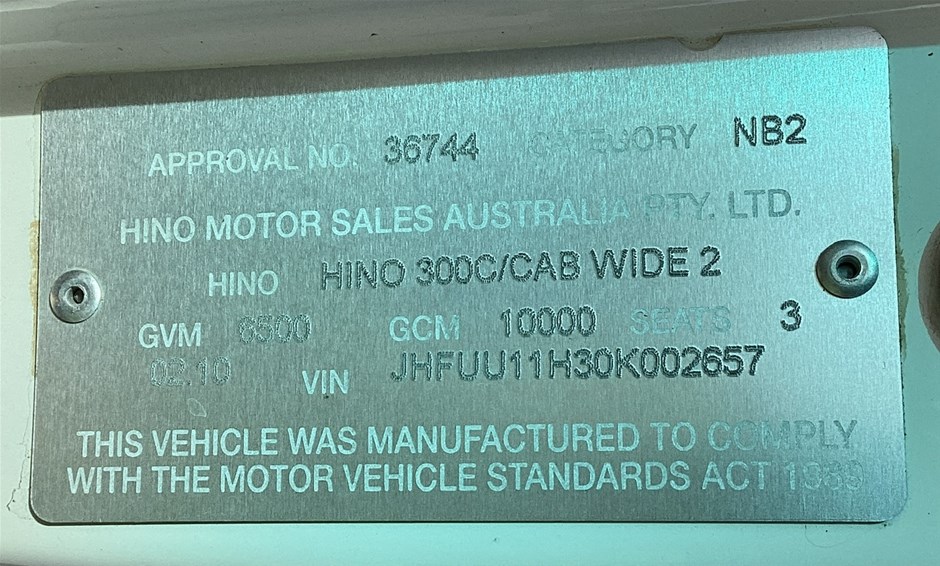 APPROVAL NO. 36744 CATEGORY NB2
HINO MOTOR SALES AUSTRALIA PTY. LTD.
HINO HINO 300C/CAB WIDE 2
GVM 6500 GCM 10000 SEATS 3
02.10 VIN JHFUU11H30K002657
THIS VEHICLE WAS MANUFACTURED TO COMPLY
WITH THE MOTOR VEHICLE STANDARDS ACT 1989